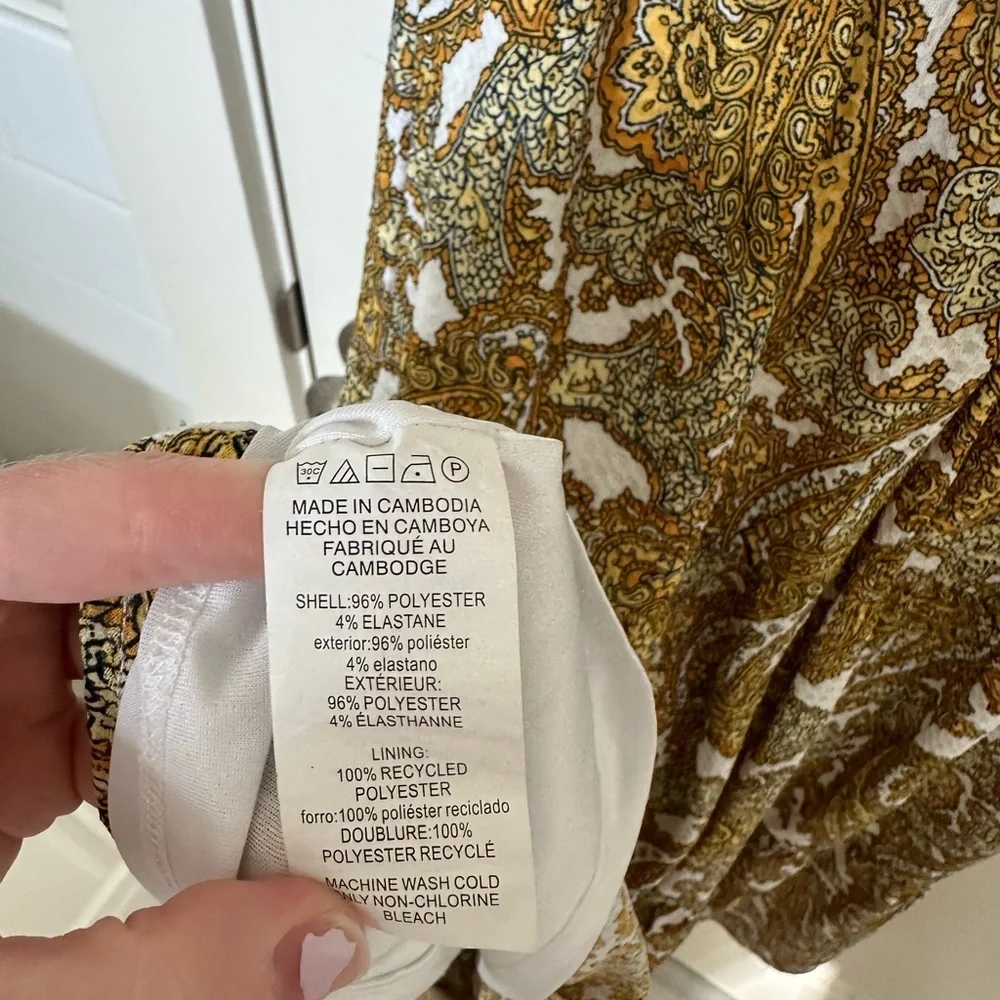 30C P
MADE IN CAMBODIA
HECHO EN CAMBOYA
FABRIQUÉ AU
CAMBODGE
SHELL:96% POLYESTER
4% ELASTANE
exterior:96% poliéster
4% elastano
EXTÉRIEUR:
96% POLYESTER
4% ÉLASTHANNE
LINING:
100% RECYCLED
POLYESTER
forro:100% poliéster reciclado
DOUBLURE:100%
POLYESTER RECYCLÉ
MACHINE WASH COLD
ONLY NON-CHLORINE
BLEACH